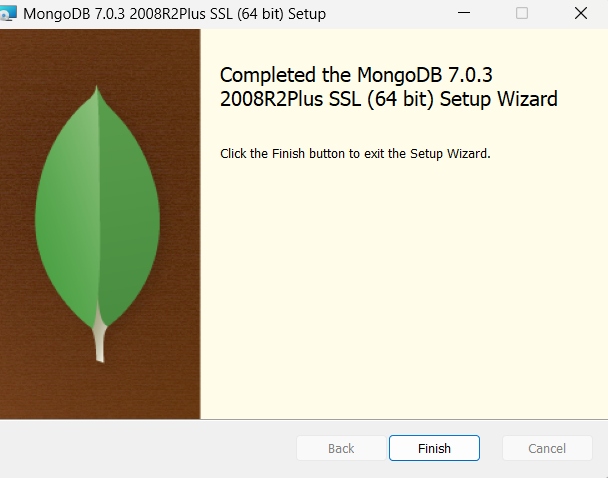 MongoDB 7.0.3 2008R2Plus SSL (64 bit) Setup
Completed the MongoDB 7.0.3
2008R2Plus SSL (64 bit) Setup Wizard
Click the Finish button to exit the Setup Wizard.
Back
Finish
Cancel